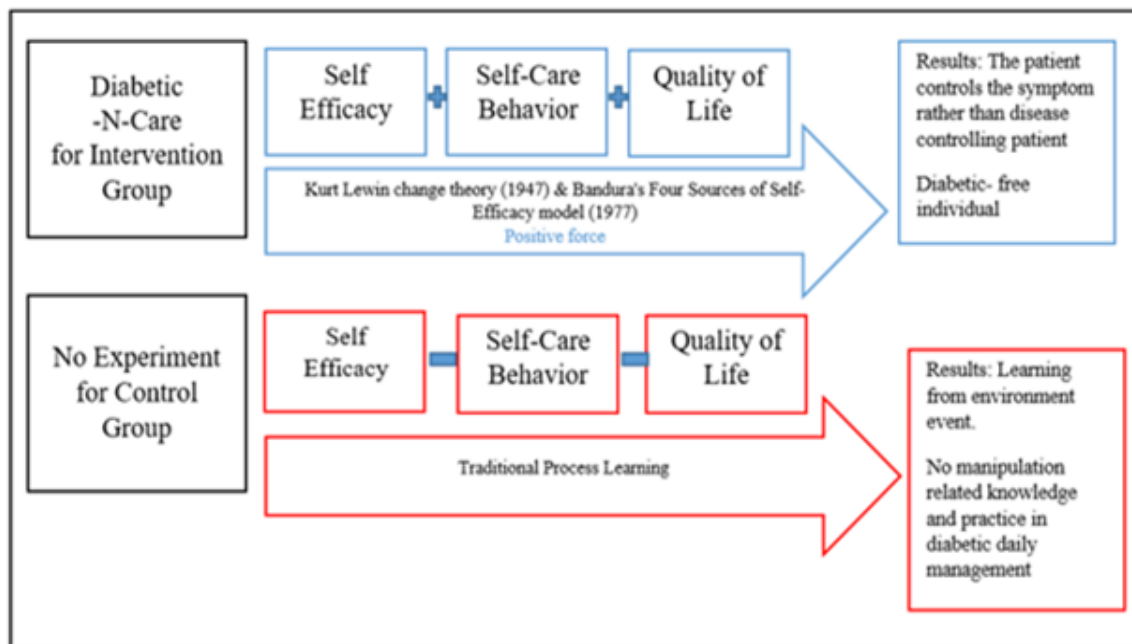 Diabetic
-N-Care
for Intervention
Group
Self
Efficacy
Self-Care
Behavior
Quality of
Life
Kurt Lewin change theory (1947) & Bandura's Four Sources of Self-
Efficacy model (1977)
Positive force
Results: The patient
controls the symptom
rather than disease
controlling patient
Diabetic- free
individual
No Experiment
for Control
Group
Self
Efficacy
Self-Care
Behavior
Quality of
Life
Traditional Process Learning
Results: Learning
from environment
event.
No manipulation
related knowledge
and practice in
diabetic daily
management